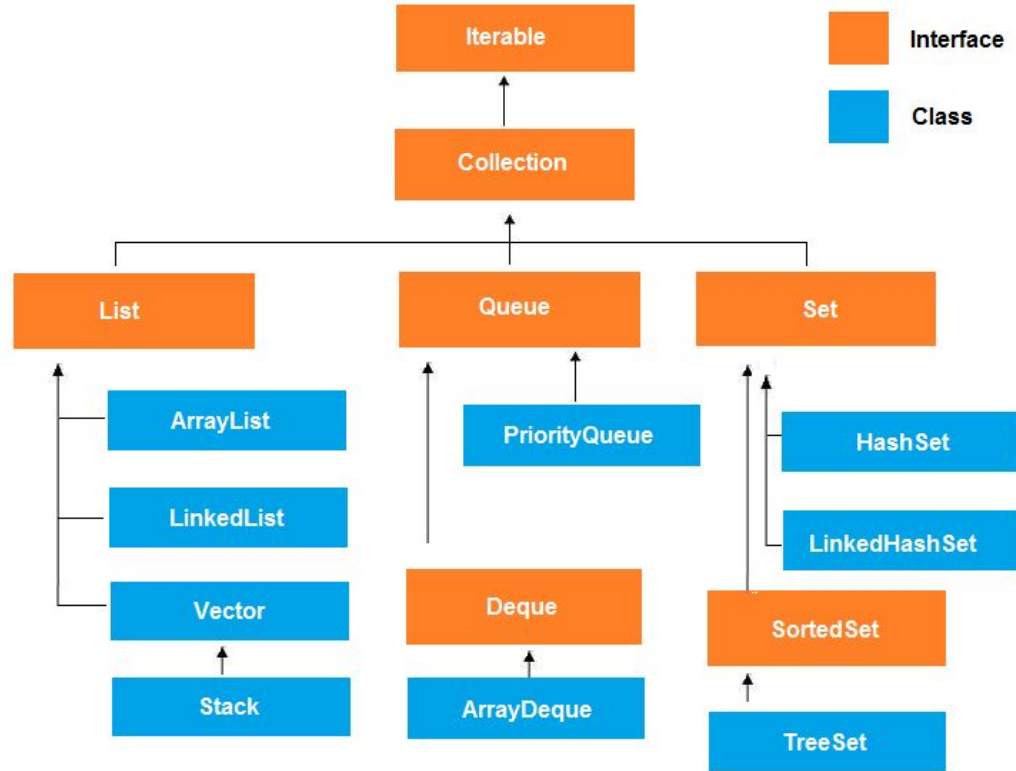 Iterable
Interface
Class
Collection
List
Queue
Set
ArrayList
PriorityQueue
HashSet
LinkedList
LinkedHashSet
Vector
Deque
SortedSet
Stack
ArrayDeque
TreeSet